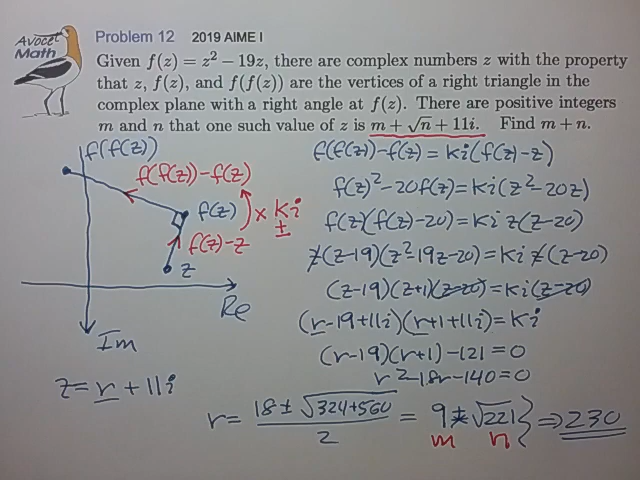 Avocet Math
Problem 12 2019 AIME I
Given f(z) = z² − 19z, there are complex numbers z with the property
that z, f(z), and f(f(z)) are the vertices of a right triangle in the
complex plane with a right angle at f(z). There are positive integers
m and n that one such value of z is m + √n + 11i. Find m + n.
f(f(z))
f(f(z))-f(z)
f(z)
× ki
±
f(z)-z
z
Re
Im
z = r + 11i
f(f(z))-f(z) = ki(f(z)-z)
f(z)²-20f(z) = ki(z²-20z)
f(z)(f(z)-20) = ki z(z-20)
z(z-19)(z²-19z-20) = ki z(z-20)
(z-19)(z+1)(z-20) = ki(z-20)
(r-19+11i)(r+1+11i) = ki
(r-19)(r+1)-121 = 0
r²-18r-140 = 0
r = (18 ± √324+560)/2 = 9 ± √221 } ⇒ 230
m n